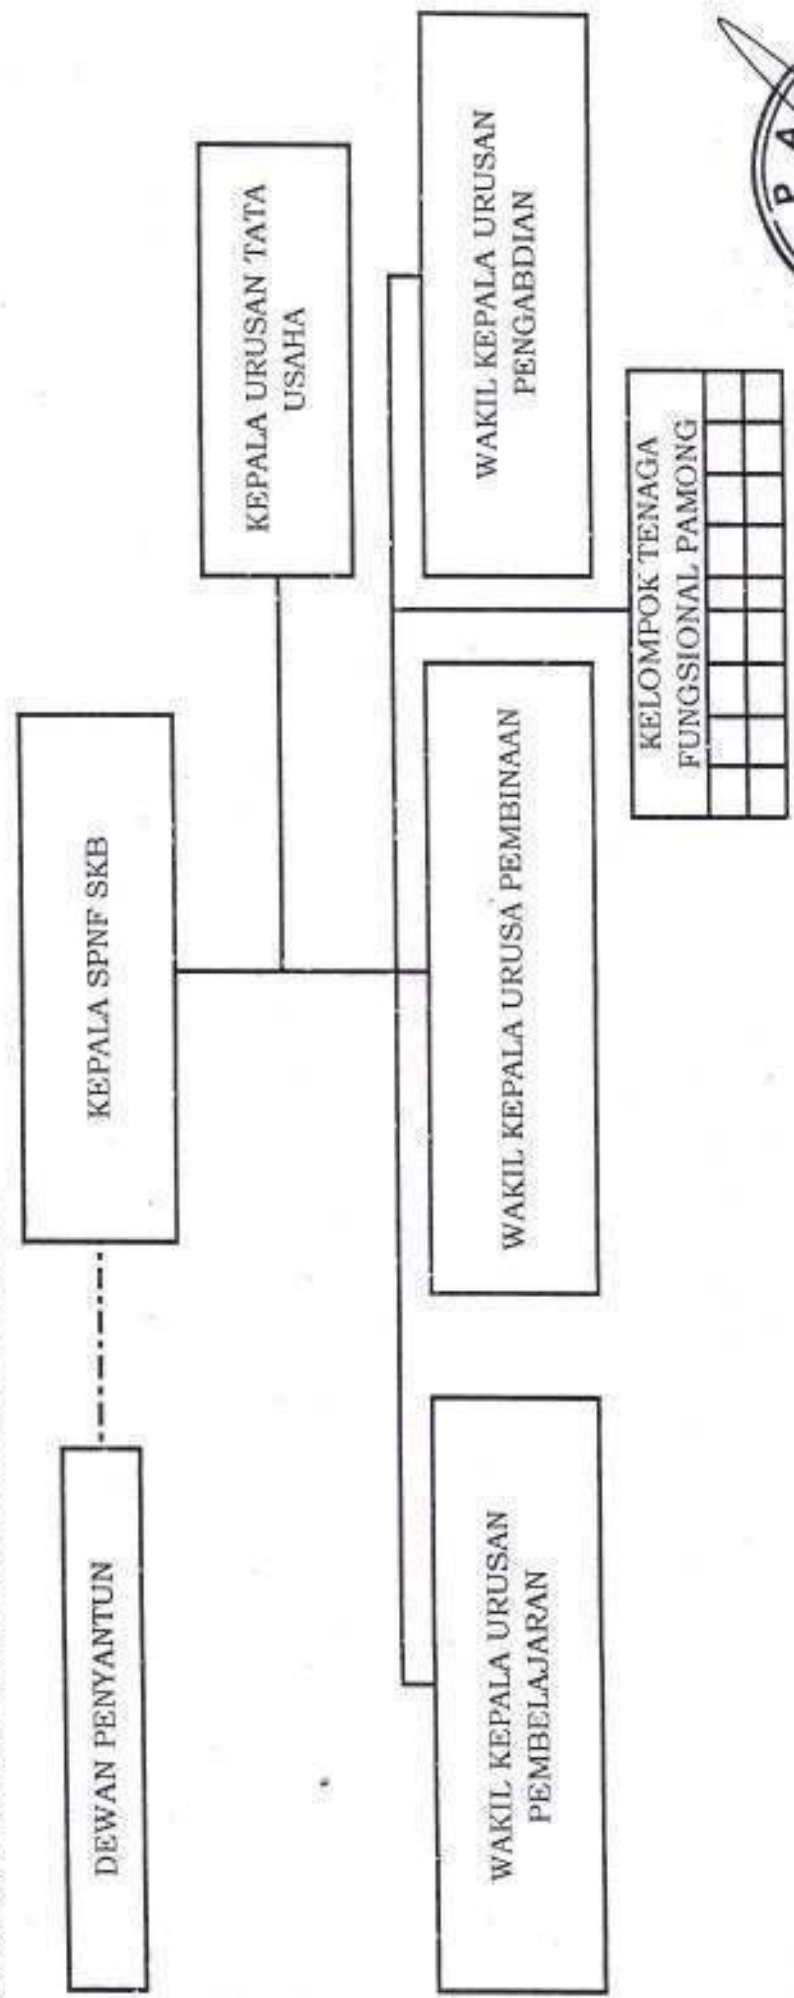 DEWAN PENYANTUN
KEPALA SPNF SKB
KEPALA URUSAN TATA
USAHA
WAKIL KEPALA URUSAN
PEMBELAJARAN
WAKIL KEPALA URUSA PEMBINAAN
WAKIL KEPALA URUSAN
PENGABDIAN
KELOMPOK TENAGA
FUNGSIONAL PAMONG
P A